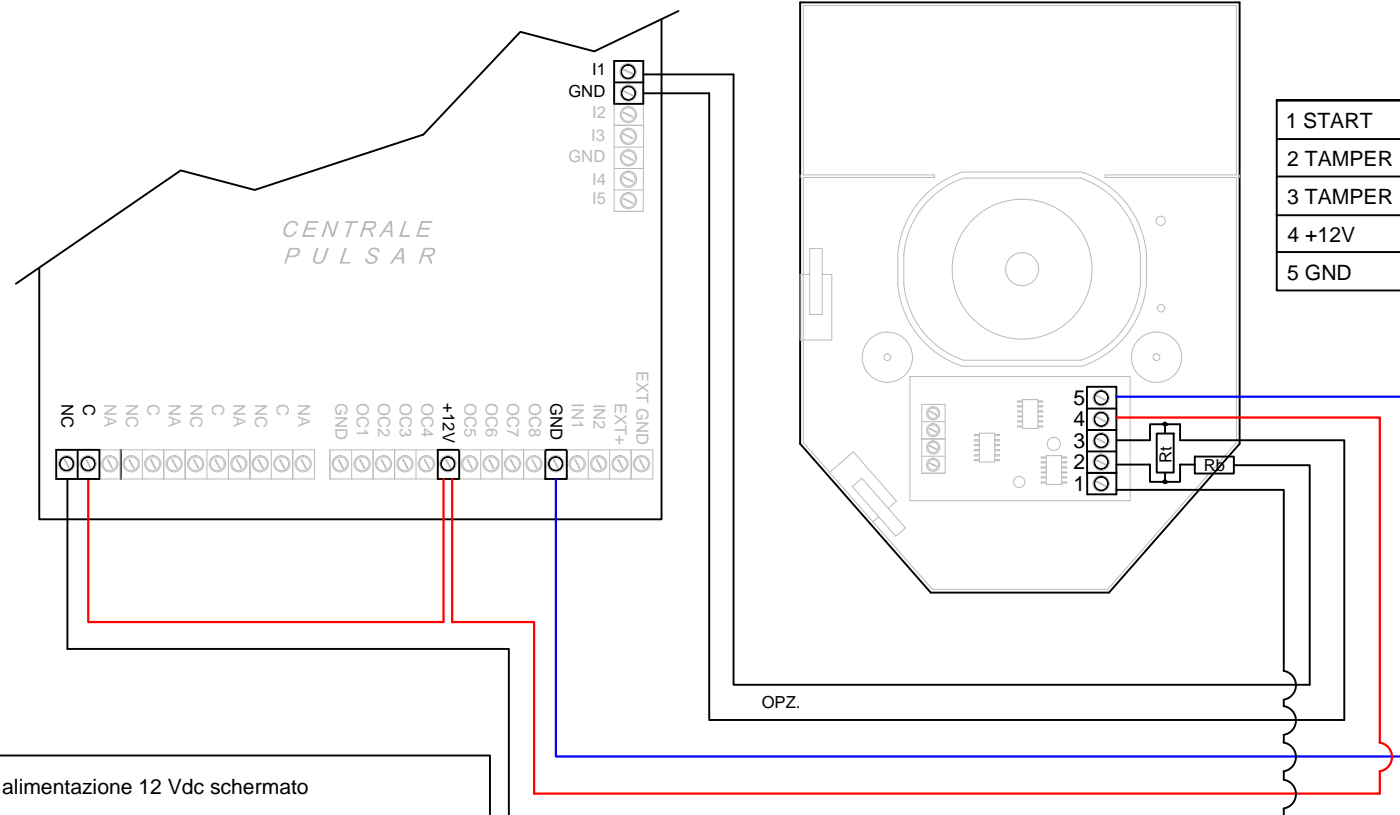 I1
GND
I2
I3
GND
I4
I5
CENTRALE
PULSAR
NC
C
NA
NC
C
NA
NC
C
NA
NC
C
NA
GND
OC1
OC2
OC3
OC4
+12V
OC5
OC6
OC7
OC8
GND
IN1
IN2
EXT+
EXT GND
5
4
3
2
1
Rt
Rb
1 START
2 TAMPER
3 TAMPER
4 +12V
5 GND
OPZ.
alimentazione 12 Vdc schermato